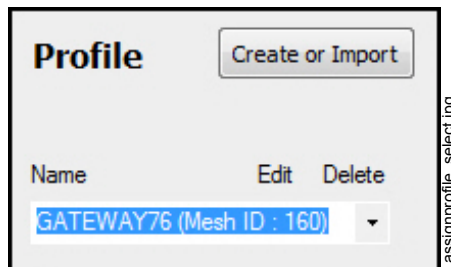 Profile
Create or Import
Name Edit Delete
GATEWAY76 (Mesh ID : 160)
assignprofile_select.jpg